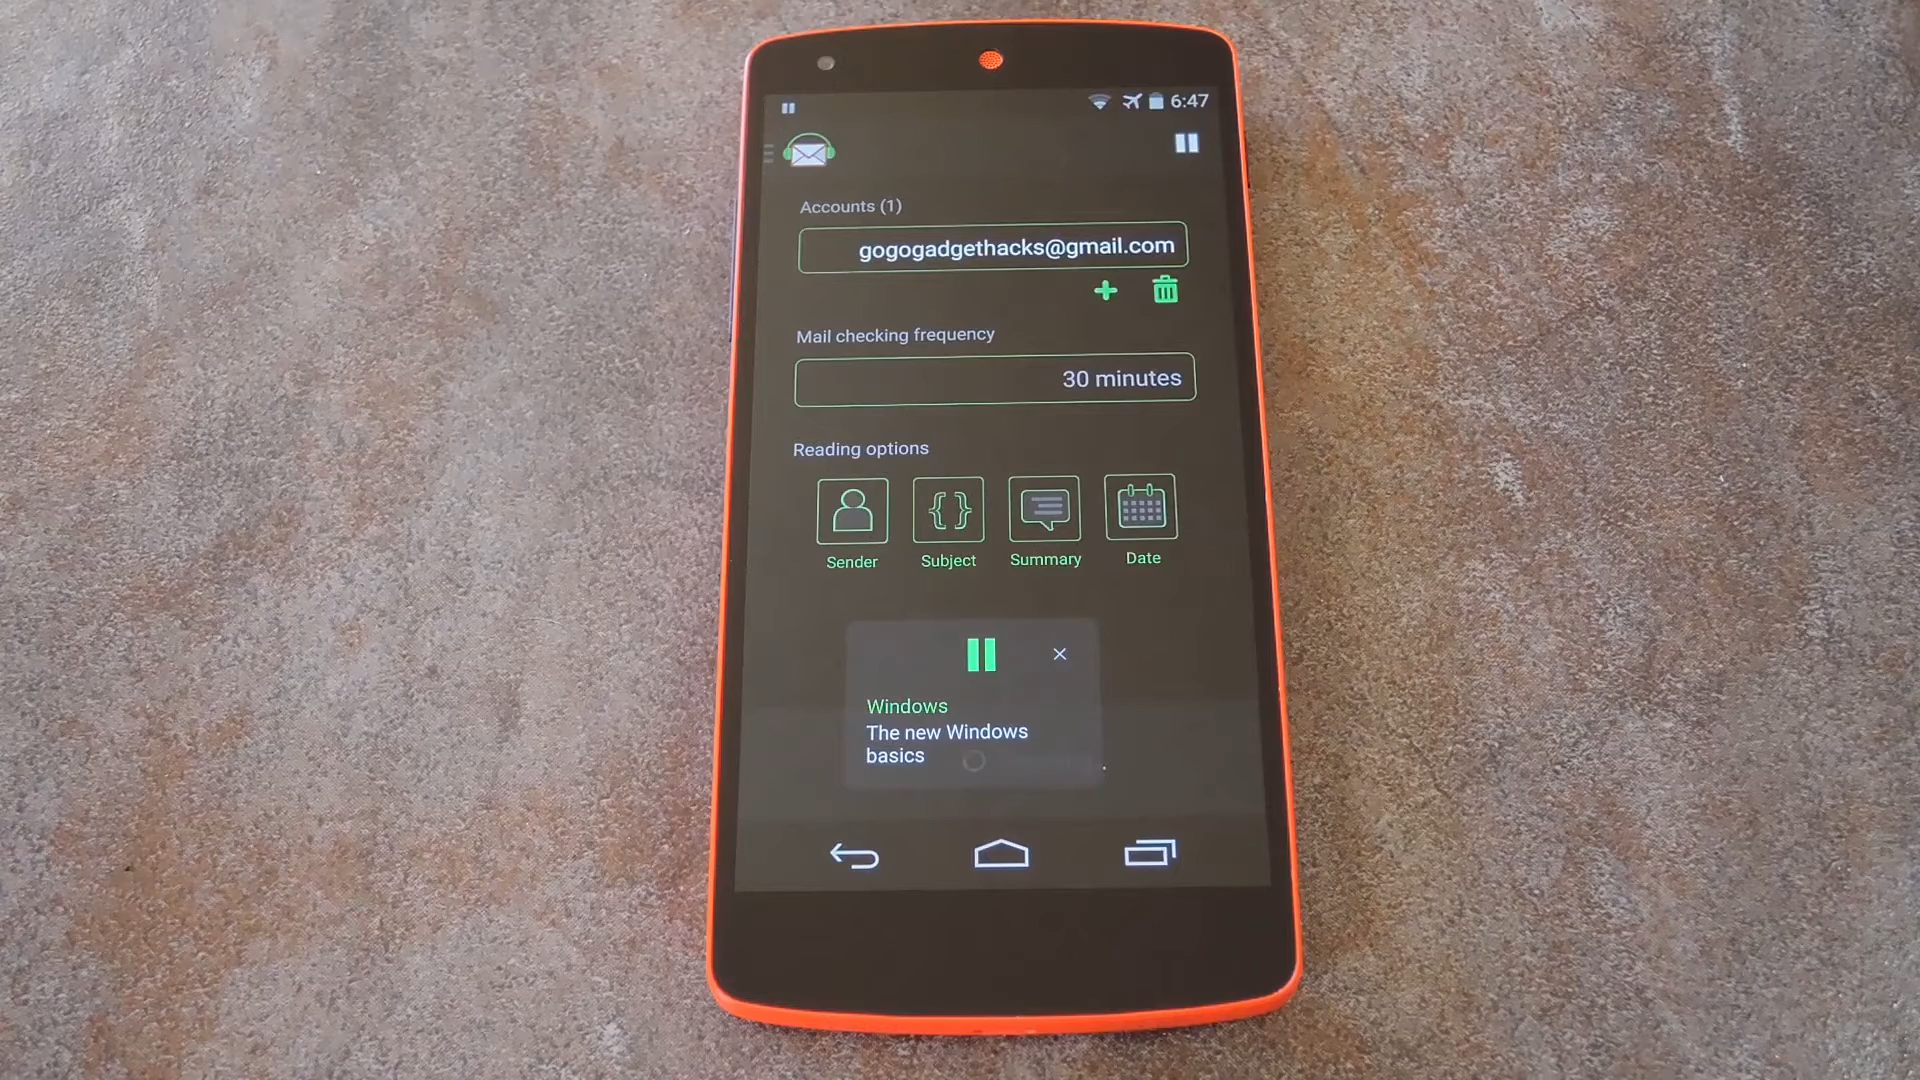 6:47
Accounts (1)
gogogadgethacks@gmail.com
Mail checking frequency
30 minutes
Reading options
Sender Subject Summary Date
Windows
The new Windows
basics